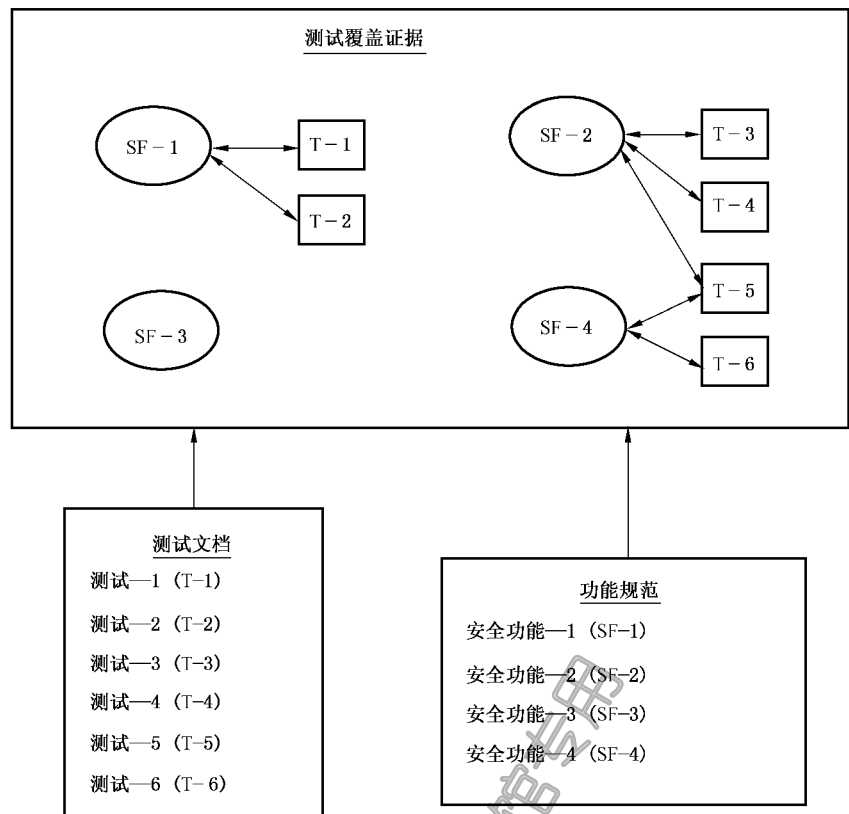 测试覆盖证据
SF－1
T－1
T－2
SF－3
SF－2
T－3
T－4
T－5
SF－4
T－6
测试文档
测试—1 (T－1)
测试—2 (T－2)
测试—3 (T－3)
测试—4 (T－4)
测试—5 (T－5)
测试—6 (T－6)
功能规范
安全功能—1 (SF－1)
安全功能—2 (SF－2)
安全功能—3 (SF－3)
安全功能—4 (SF－4)
馆专用